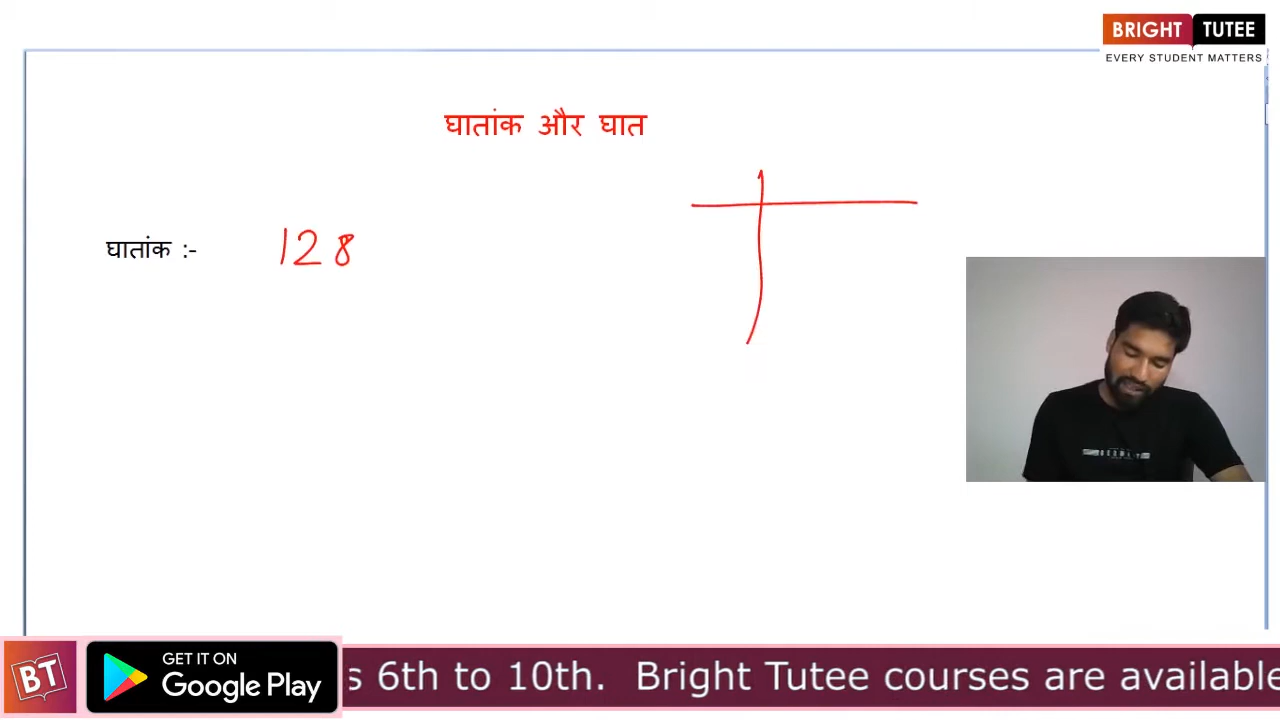 BRIGHT TUTEE
EVERY STUDENT MATTERS
घातांक और घात
घातांक :- 128
BT
GET IT ON
Google Play
s 6th to 10th. Bright Tutee courses are available